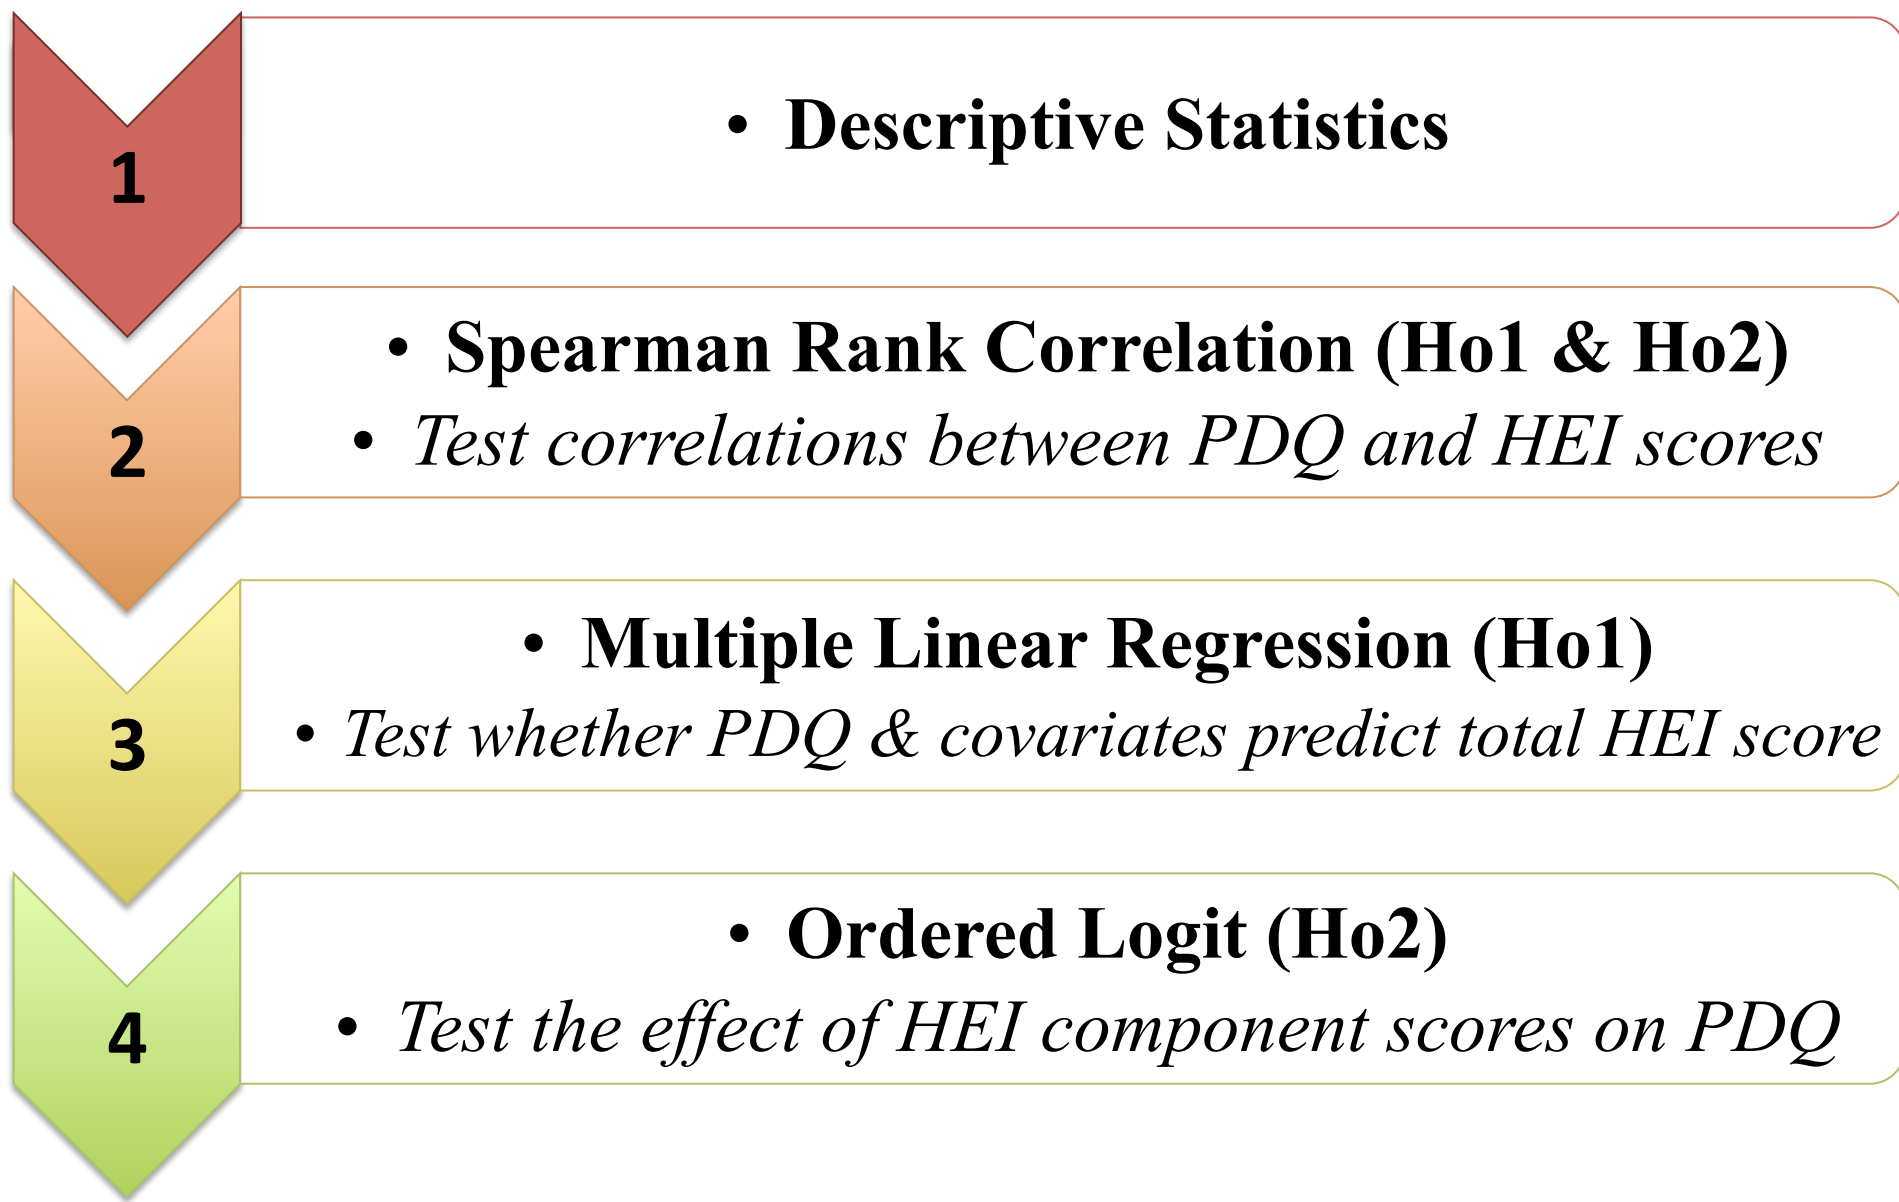 1
• Descriptive Statistics
2
• Spearman Rank Correlation (Ho1 & Ho2)
• Test correlations between PDQ and HEI scores
3
• Multiple Linear Regression (Ho1)
• Test whether PDQ & covariates predict total HEI score
4
• Ordered Logit (Ho2)
• Test the effect of HEI component scores on PDQ